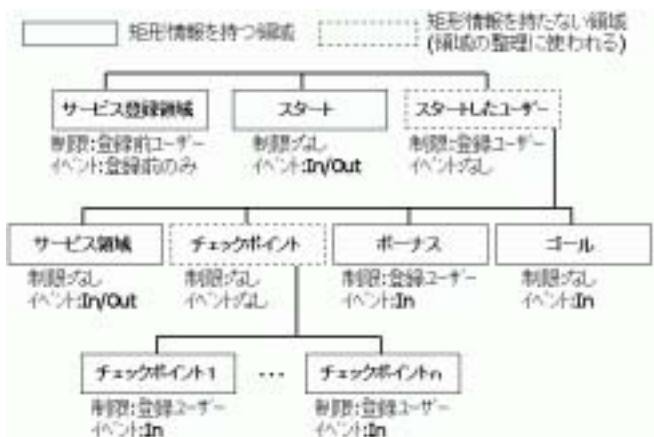 矩形情報を持つ領域
矩形情報を持たない領域
(領域の整理に使われる)
サービス登録領域
スタート
スタートしたユーザー
制限:登録前ユーザー
イベント:登録前のみ
制限:なし
イベント:In/Out
制限:登録ユーザー
イベント:なし
サービス領域
チェックポイント
ボーナス
ゴール
制限:なし
イベント:In/Out
制限:なし
イベント:なし
制限:登録ユーザー
イベント:In
制限:なし
イベント:In
チェックポイント1
...
チェックポイントn
制限:登録ユーザー
イベント:In
制限:登録ユーザー
イベント:In